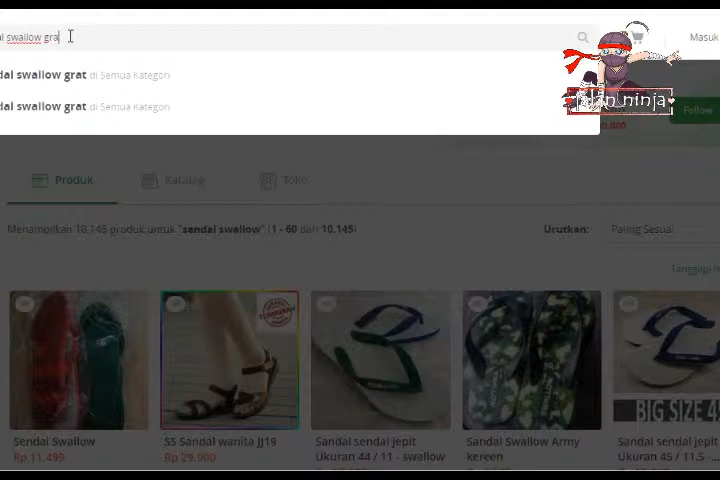 swallow gra
Masuk
dal swallow grat di Semua Kategori
dal swallow grat di Semua Kategori
ninja
Follow
Produk
Katalog
Toko
Menampilkan 10.145 produk untuk "sendal swallow" (1 - 60 dari 10.145)
Urutkan:
Paling Sesuai
BIG SIZE 45
Sendal Swallow
Rp 11.499
SS Sandal wanita JJ19
Rp 29.900
Sandal sendal jepit
Ukuran 44 / 11 - swallow
Sandal Swallow Army
kereen
Sandal sendal jepit
Ukuran 45 / 11.5 -...